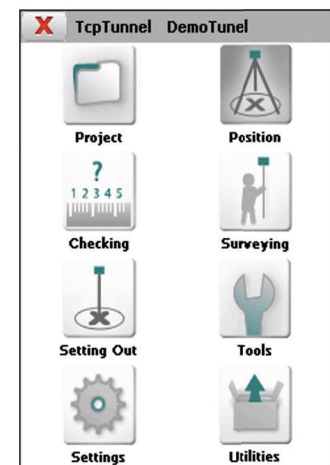 X TcpTunnel DemoTunel
Project Position
?
1 2 3 4 5
Checking Surveying
Setting Out Tools
Settings Utilities